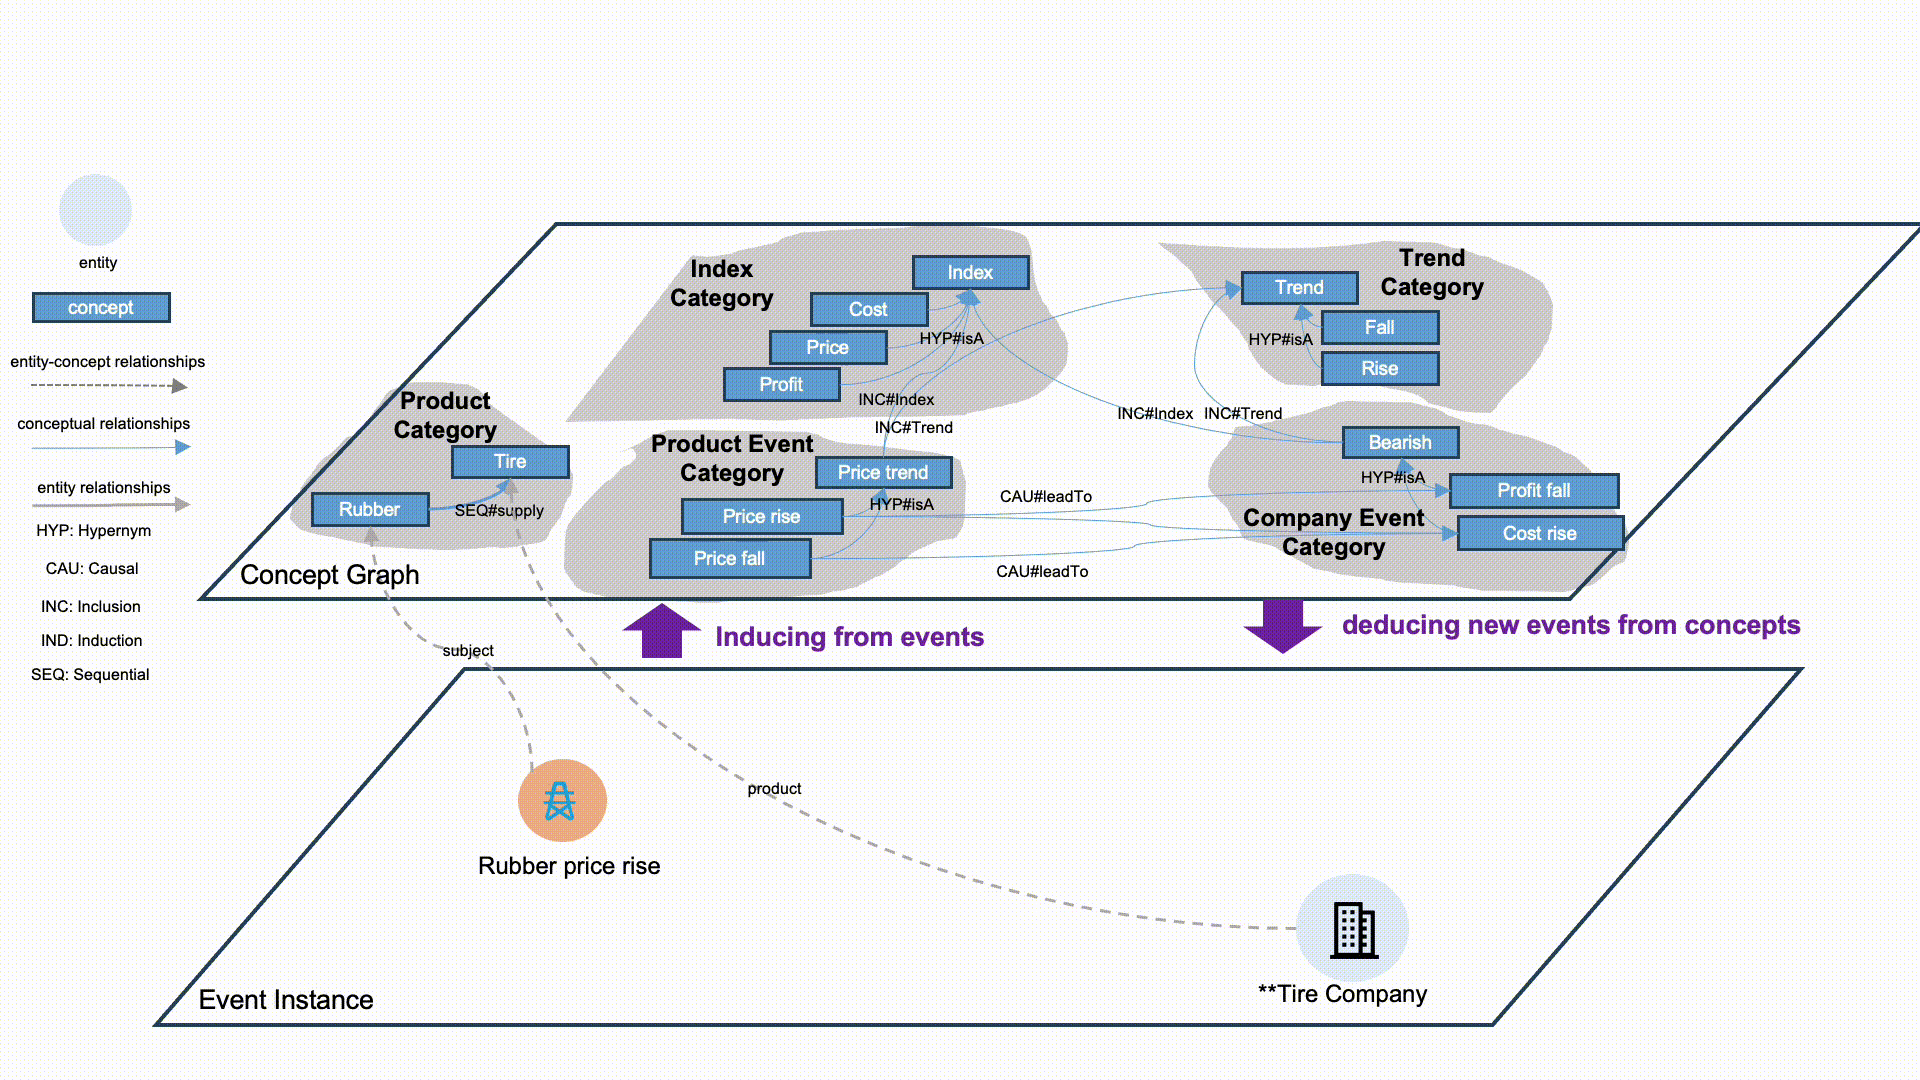 entity
concept
entity-concept relationships
conceptual relationships
entity relationships
HYP: Hypernym
CAU: Causal
INC: Inclusion
IND: Induction
SEQ: Sequential
Index
Category
Index
Cost
Price
Profit
HYP#isA
INC#Index
INC#Trend
Trend
Category
Trend
Fall
Rise
HYP#isA
INC#Index
INC#Trend
Product
Category
Tire
Rubber
SEQ#supply
Product Event
Category
Price trend
Price rise
Price fall
HYP#isA
CAU#leadTo
CAU#leadTo
Bearish
HYP#isA
Profit fall
Cost rise
Company Event
Category
Concept Graph
Inducing from events
deducing new events from concepts
subject
product
Rubber price rise
**Tire Company
Event Instance